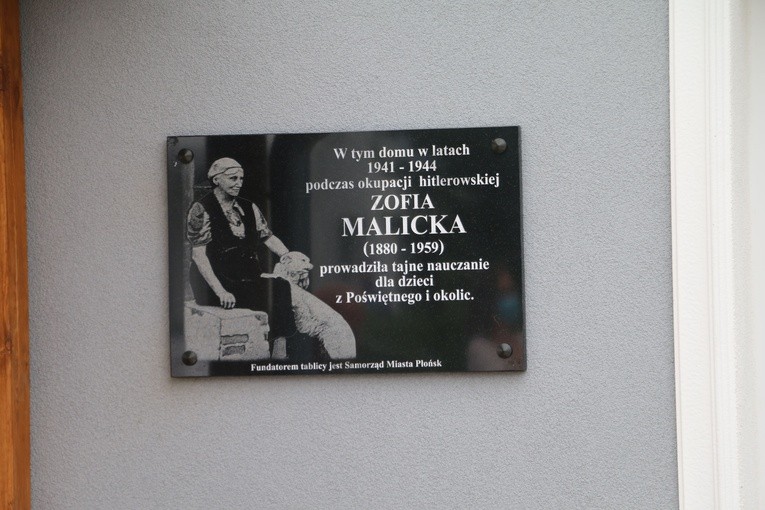 W tym domu w latach
1941 - 1944
podczas okupacji hitlerowskiej
ZOFIA
MALICKA
(1880 - 1959)
prowadziła tajne nauczanie
dla dzieci
z Poświętnego i okolic.
Fundatorem tablicy jest Samorząd Miasta Płońsk